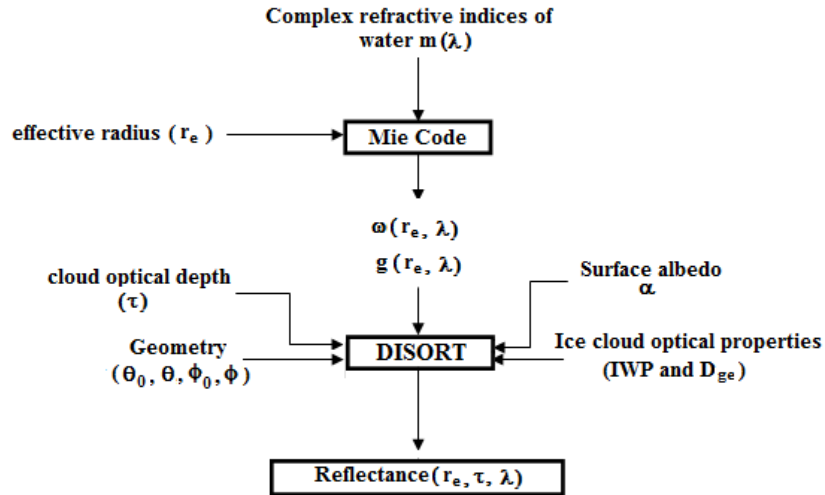 Complex refractive indices of
water m(λ)
effective radius (rₑ)
Mie Code
ω(rₑ, λ)
g(rₑ, λ)
cloud optical depth
(τ)
Surface albedo
α
Geometry
(θ₀, θ, ϕ₀, ϕ)
DISORT
Ice cloud optical properties
(IWP and D_ge)
Reflectance(rₑ, τ, λ)